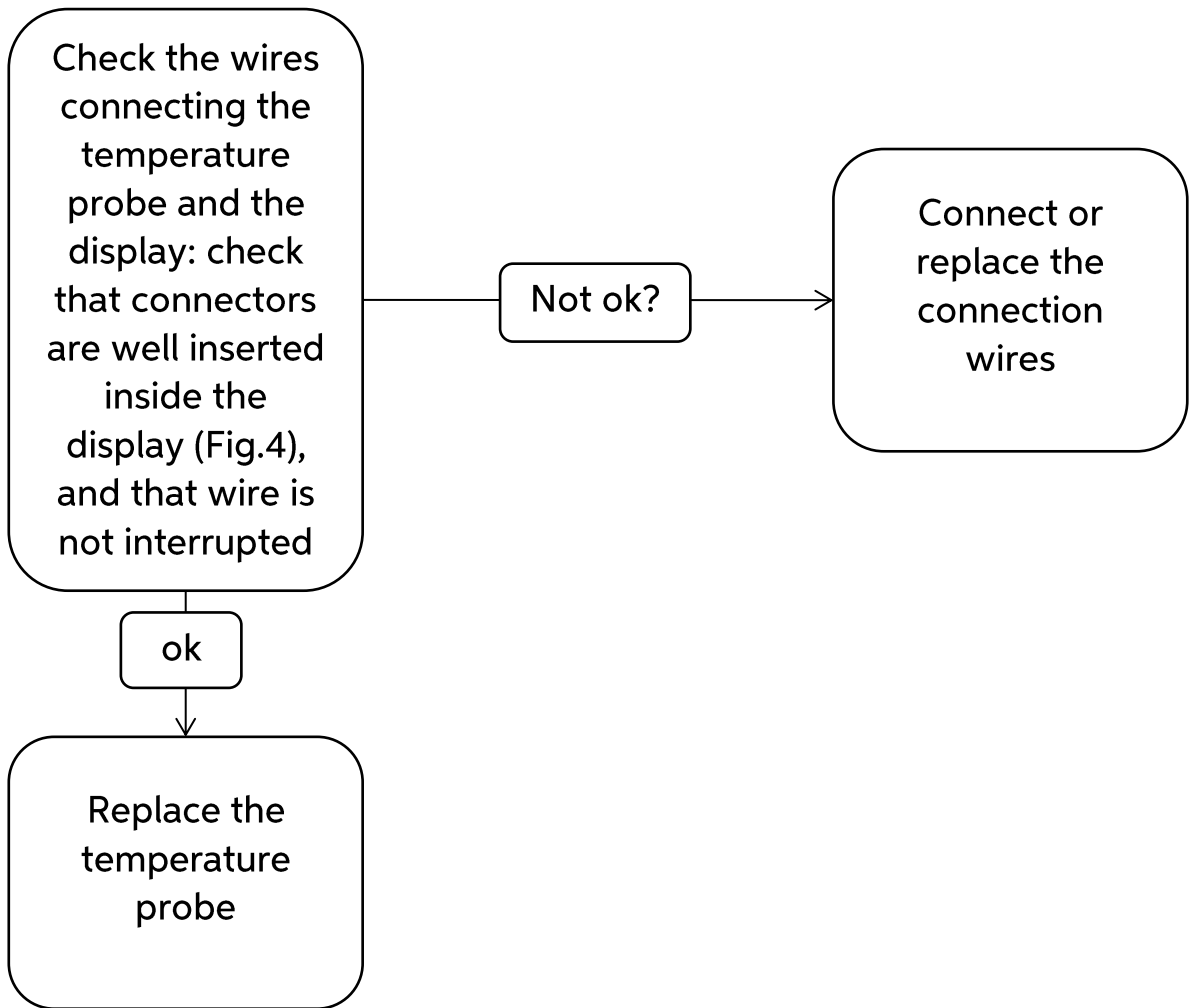 Check the wires
connecting the
temperature
probe and the
display: check
that connectors
are well inserted
inside the
display (Fig.4),
and that wire is
not interrupted
Not ok?
Connect or
replace the
connection
wires
ok
Replace the
temperature
probe